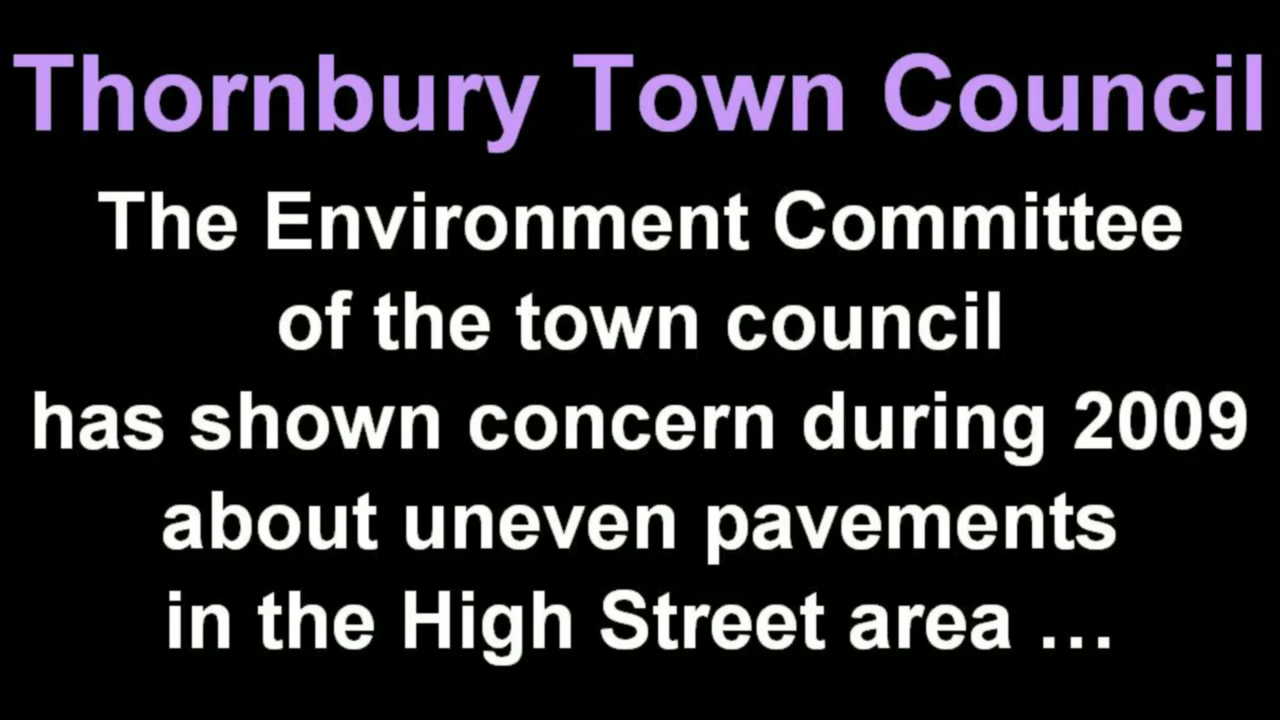 Thornbury Town Council
The Environment Committee
of the town council
has shown concern during 2009
about uneven pavements
in the High Street area ...